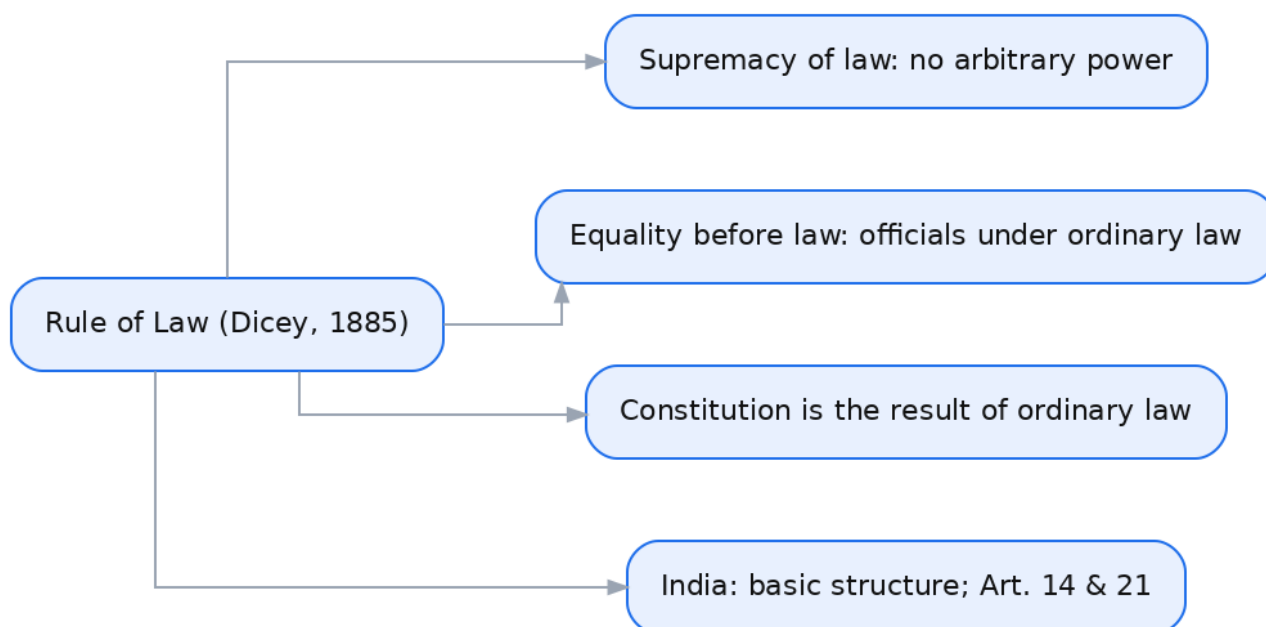 Supremacy of law: no arbitrary power
Equality before law: officials under ordinary law
Rule of Law (Dicey, 1885)
Constitution is the result of ordinary law
India: basic structure; Art. 14 & 21